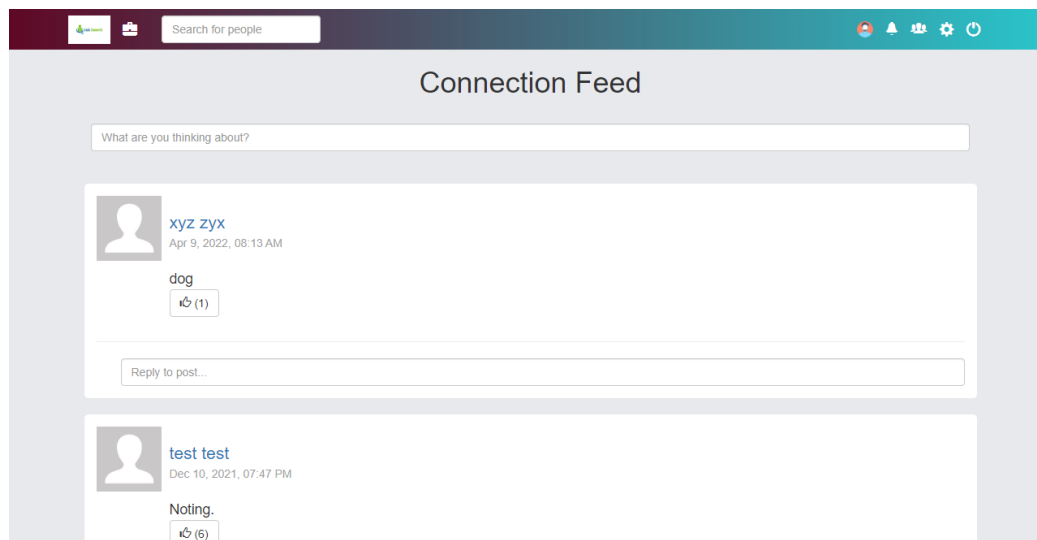 Search for people
Connection Feed
What are you thinking about?
xyz zyx
Apr 9, 2022, 08:13 AM
dog
(1)
Reply to post...
test test
Dec 10, 2021, 07:47 PM
Noting.
(6)